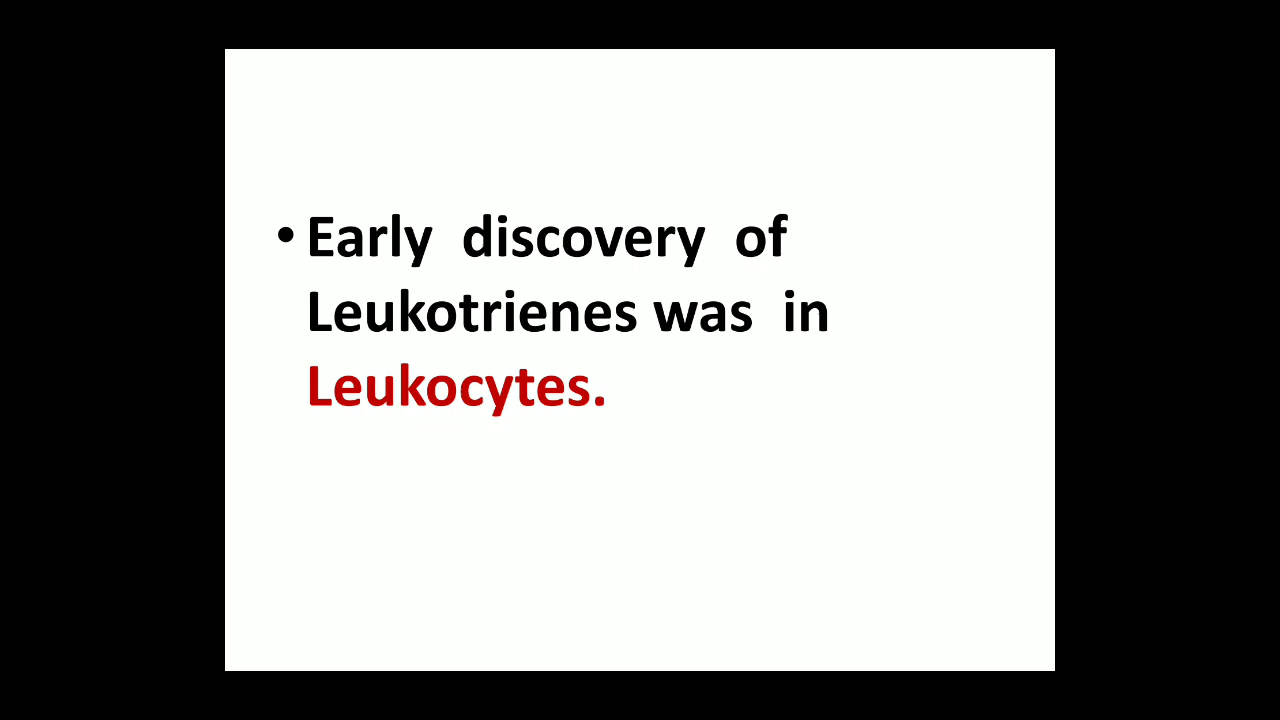 • Early discovery of
Leukotrienes was in
Leukocytes.